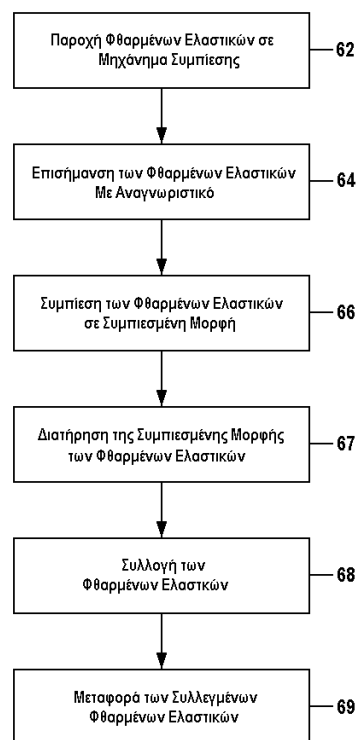 Παροχή Φθαρμένων Ελαστικών σε
Μηχάνημα Συμπίεσης
62
Επισήμανση των Φθαρμένων Ελαστικών
Με Αναγνωριστικό
64
Συμπίεση των Φθαρμένων Ελαστικών
σε Συμπιεσμένη Μορφή
66
Διατήρηση της Συμπιεσμένης Μορφής
των Φθαρμένων Ελαστικών
67
Συλλογή των
Φθαρμένων Ελαστκών
68
Μεταφορά των Συλλεγμένων
Φθαρμένων Ελαστικών
69